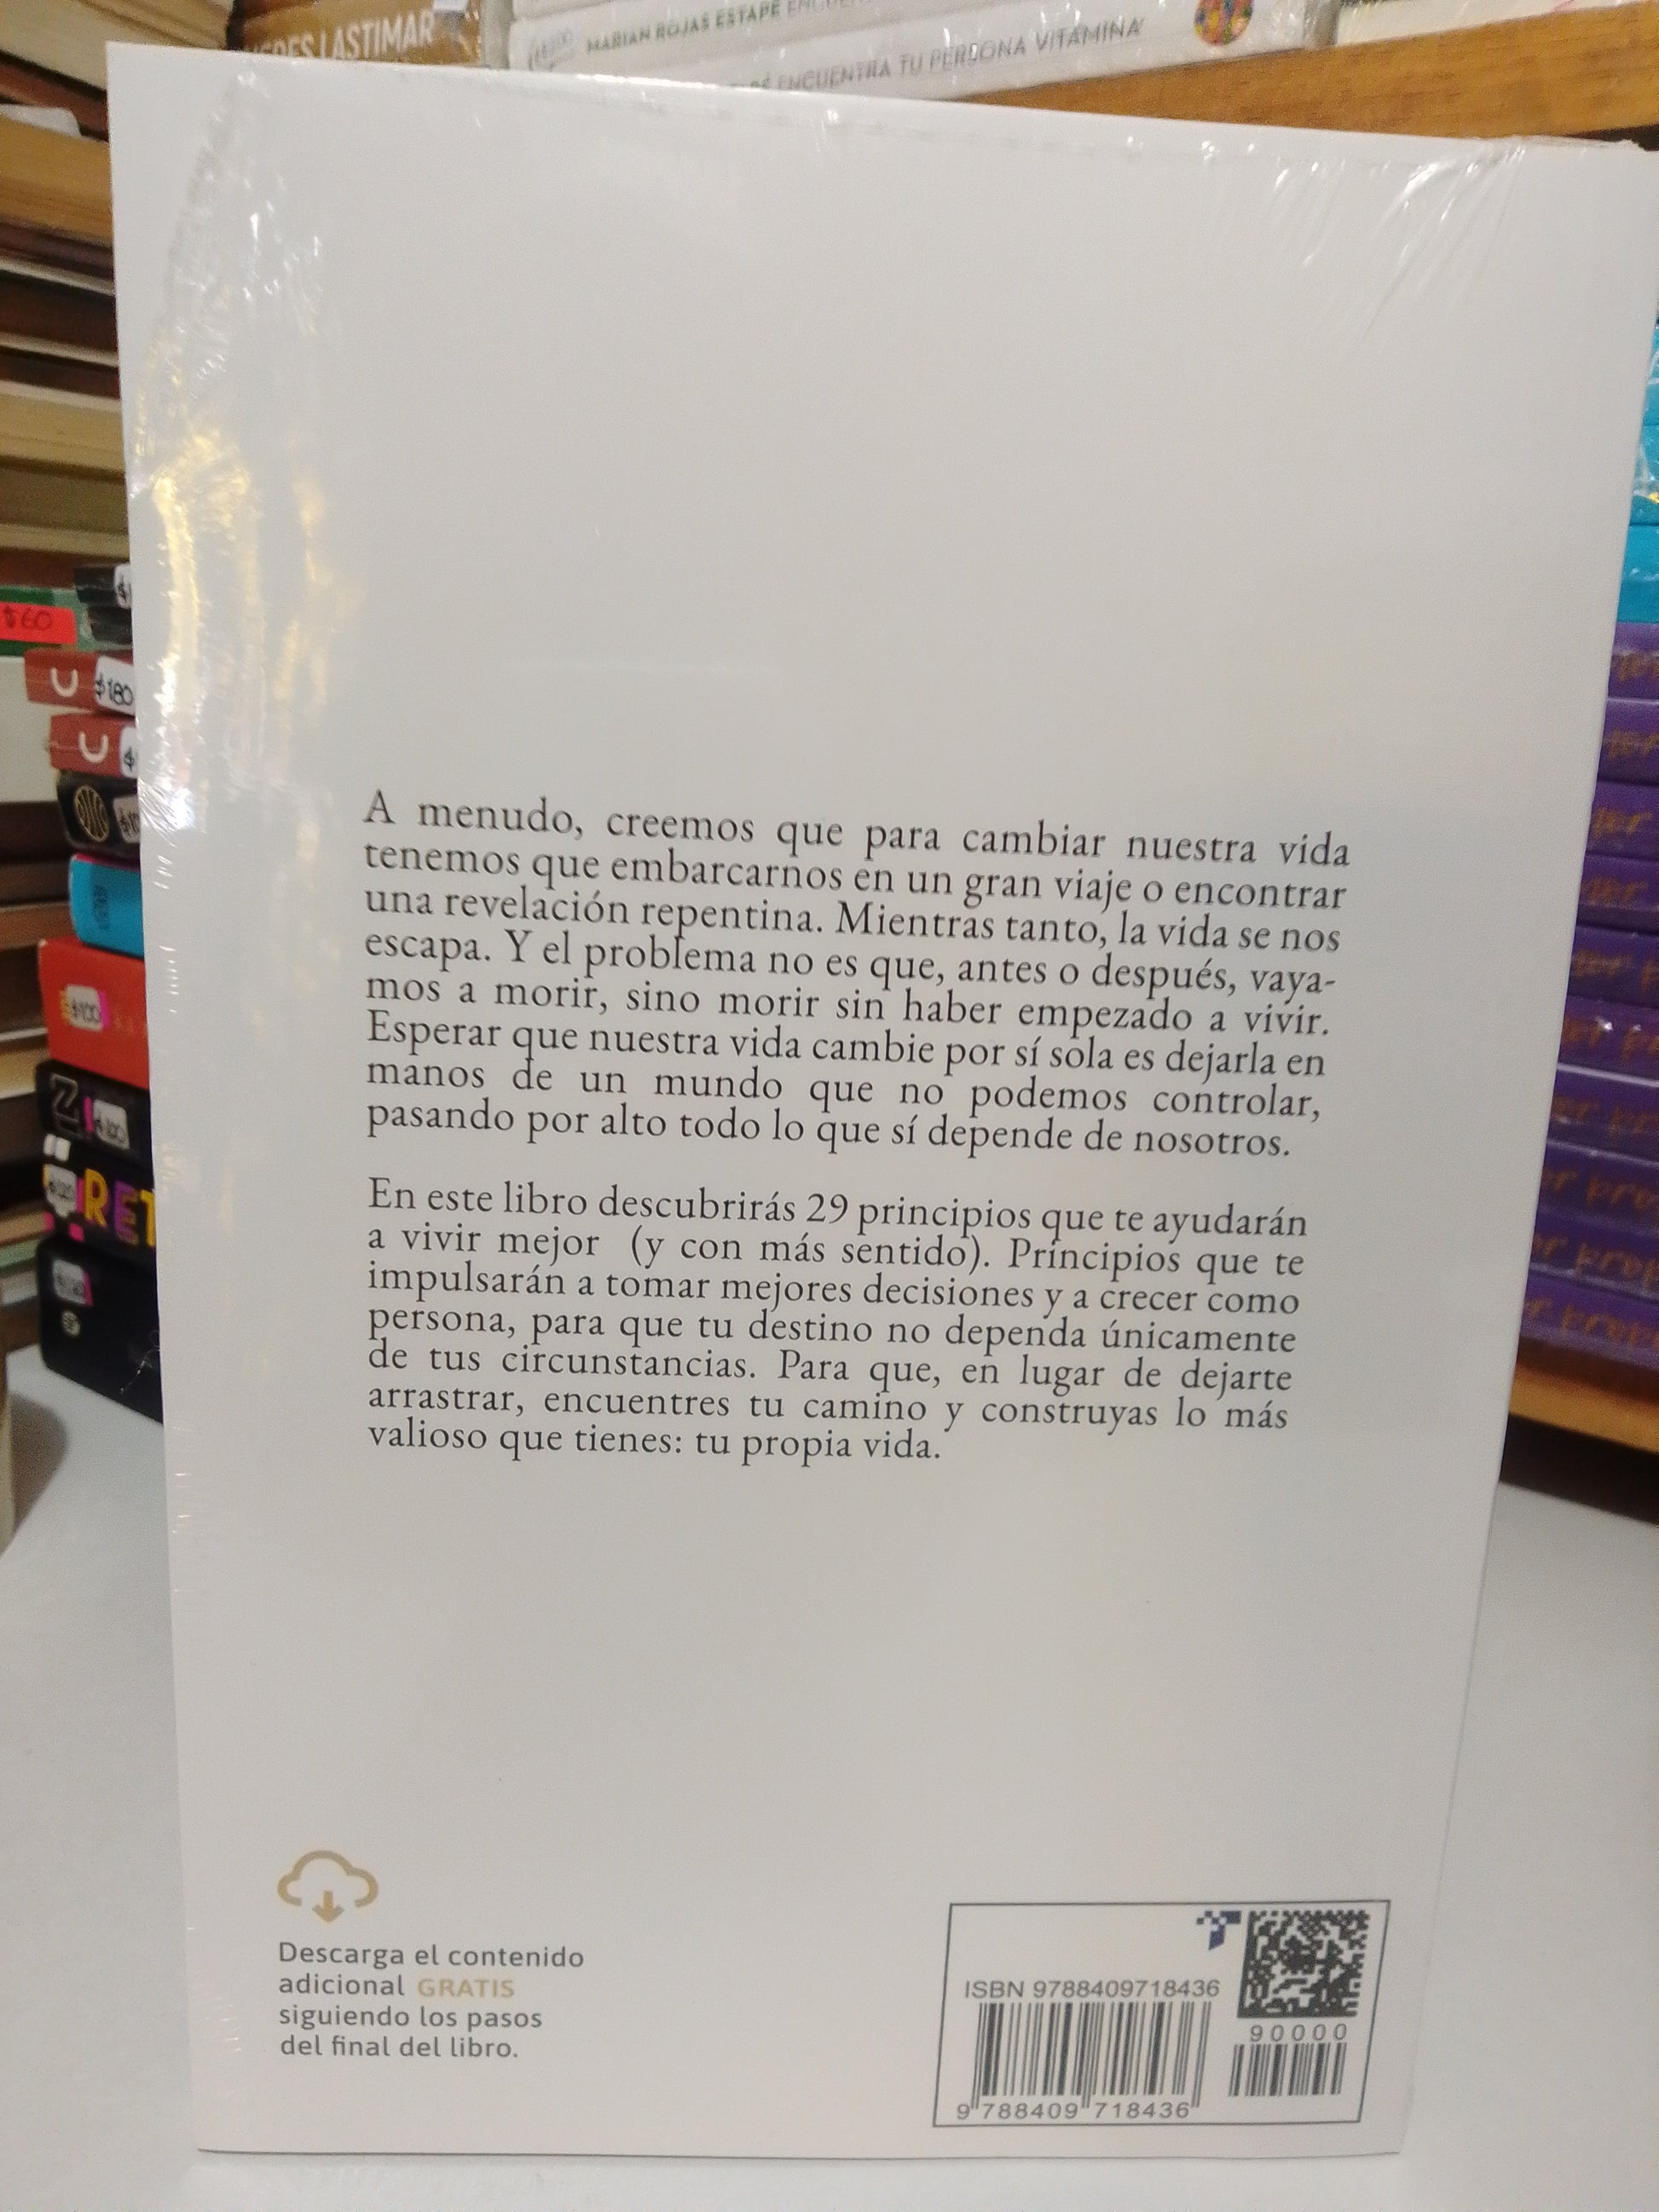 LASTIMAR
MARIAN ROJAS ESTAPÉ
ENCUENTRA TU PERSONA VITAMINA
$60
$180
$100
RET
A menudo, creemos que para cambiar nuestra vida
tenemos que embarcarnos en un gran viaje o encontrar
una revelación repentina. Mientras tanto, la vida se nos
escapa. Y el problema no es que, antes o después, vaya-
mos a morir, sino morir sin haber empezado a vivir.
Esperar que nuestra vida cambie por sí sola es dejarla en
manos de un mundo que no podemos controlar,
pasando por alto todo lo que sí depende de nosotros.
En este libro descubrirás 29 principios que te ayudarán
a vivir mejor (y con más sentido). Principios que te
impulsarán a tomar mejores decisiones y a crecer como
persona, para que tu destino no dependa únicamente
de tus circunstancias. Para que, en lugar de dejarte
arrastrar, encuentres tu camino y construyas lo más
valioso que tienes: tu propia vida.
Descarga el contenido
adicional GRATIS
siguiendo los pasos
del final del libro.
ISBN 9788409718436
90000
9 788409 718436